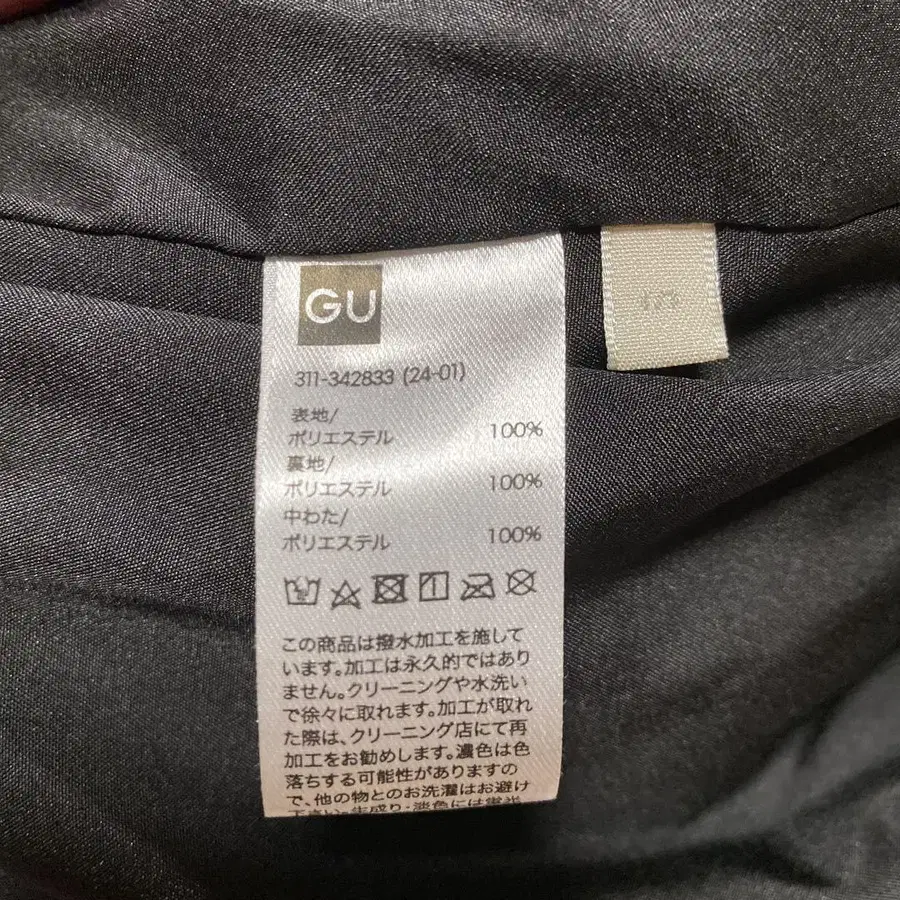 GU
311-342833 (24-01)
表地/
ポリエステル 100%
裏地/
ポリエステル 100%
中わた/
ポリエステル 100%
この商品は撥水加工を施して
います。加工は永久的ではあり
ません。クリーニングや水洗い
で徐々に取れます。加工が取れ
た際は、クリーニング店にて再
加工をお勧めします。濃色は色
落ちする可能性がありますの
で、他の物とのお洗濯はお避け